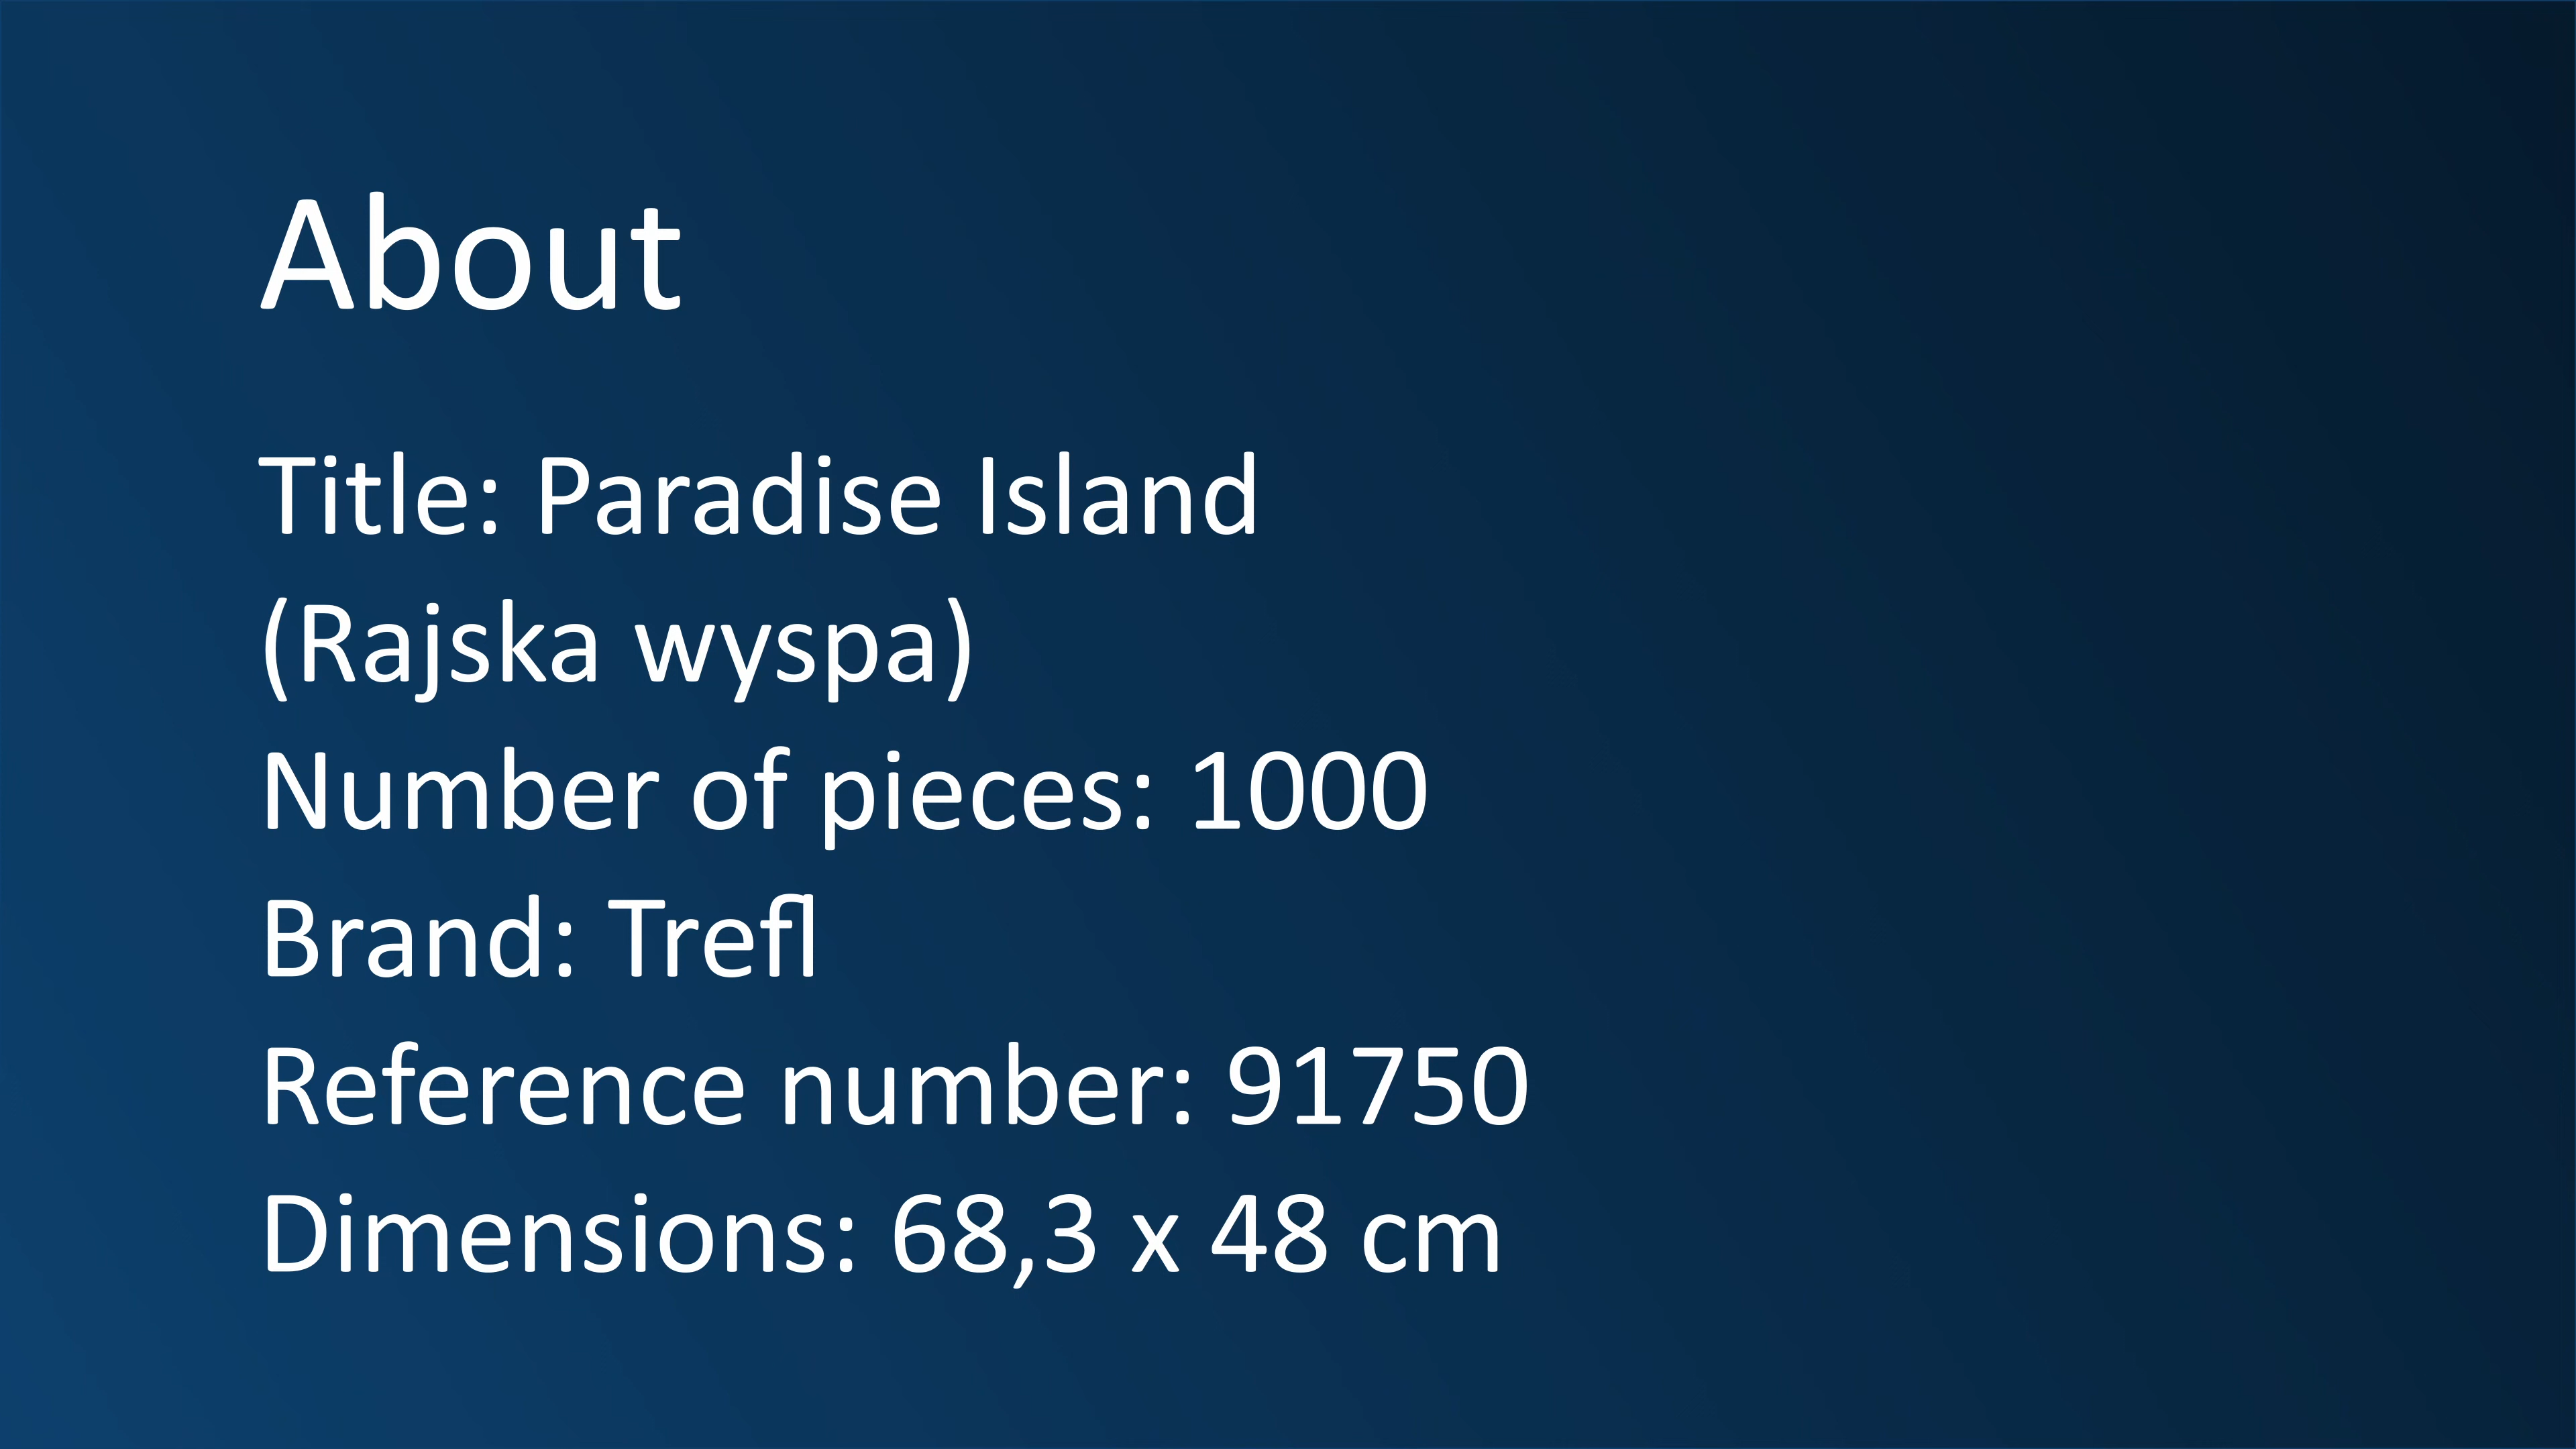 About
Title: Paradise Island
(Rajska wyspa)
Number of pieces: 1000
Brand: Trefl
Reference number: 91750
Dimensions: 68,3 x 48 cm